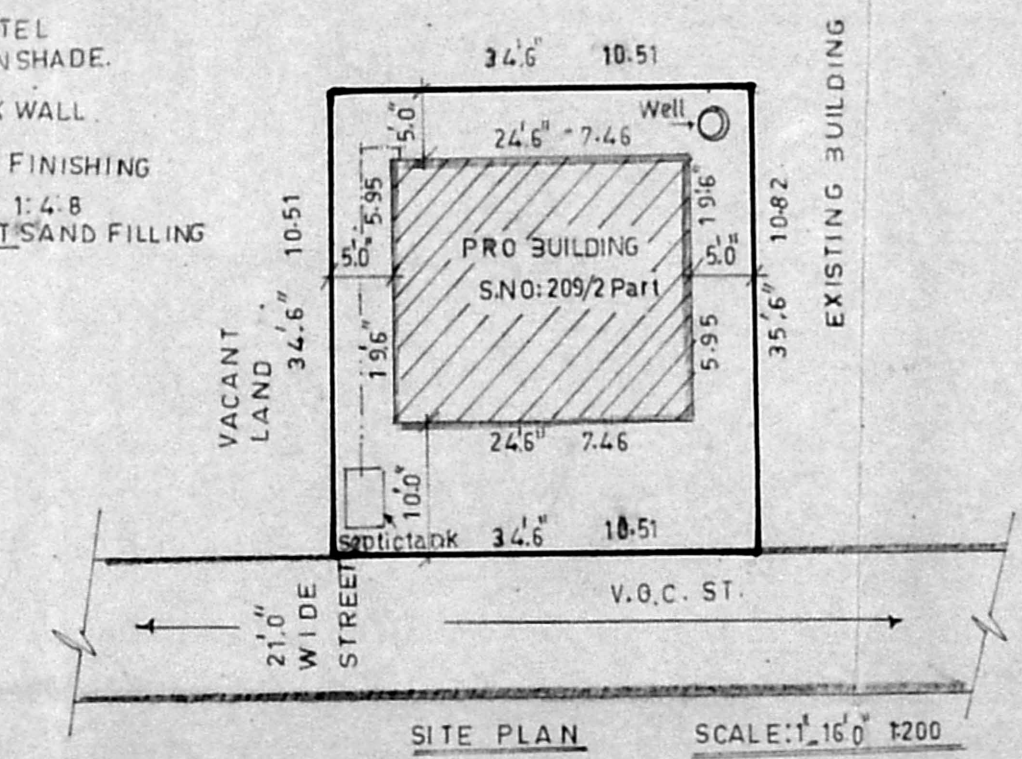 TEL
N SHADE.
K WALL.
FINISHING
1:4:8
T SAND FILLING
34'.6" 10.51
Well
5'.0"
24'.6" 7.46
5.95
19'.6"
19'.6"
5.95
5'.0"
5'.0"
PRO BUILDING
S.NO: 209/2 Part
10.51
34'.6"
VACANT
LAND
10.82
35'.6"
EXISTING BUILDING
24'.6" 7.46
10'.0"
septictank
34'.6" 10.51
21'.0"
WIDE
STREET
V.O.C. ST.
SITE PLAN
SCALE: 1"_16'.0" 1:200